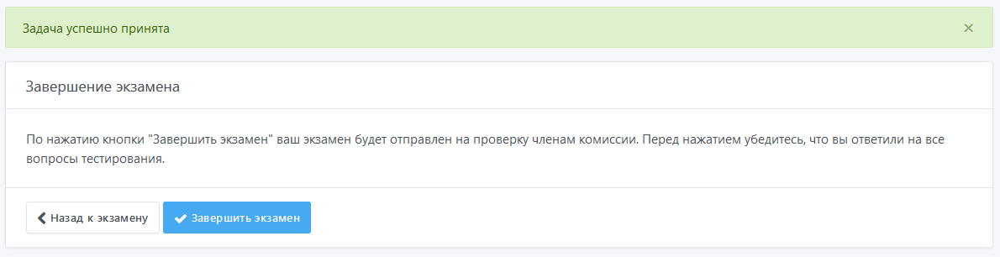 Задача успешно принята
Завершение экзамена
По нажатию кнопки "Завершить экзамен" ваш экзамен будет отправлен на проверку членам комиссии. Перед нажатием убедитесь, что вы ответили на все
вопросы тестирования.
Назад к экзамену
Завершить экзамен